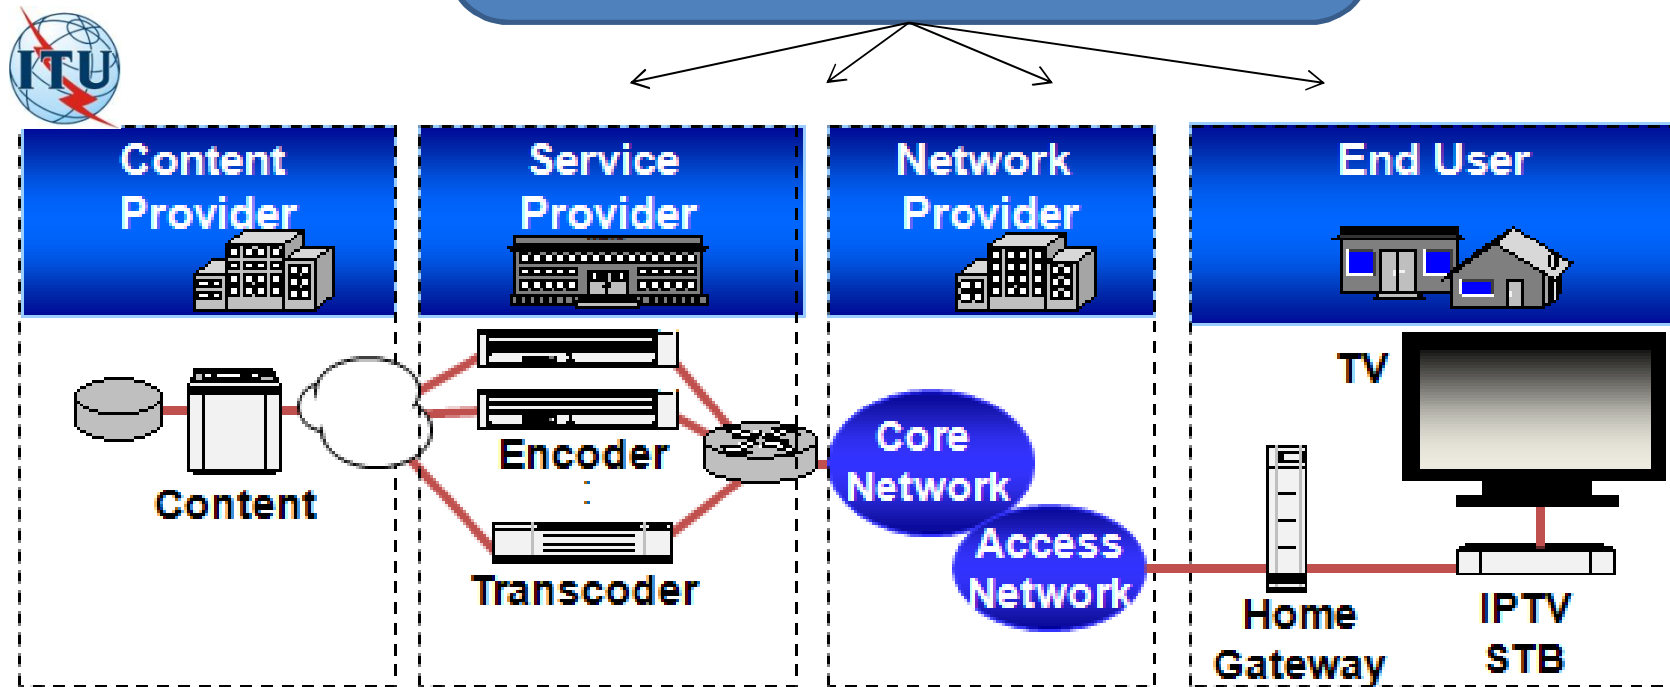 ITU
Content
Provider
Service
Provider
Network
Provider
End User
Content
Encoder
Transcoder
Core
Network
Access
Network
TV
Home
Gateway
IPTV
STB